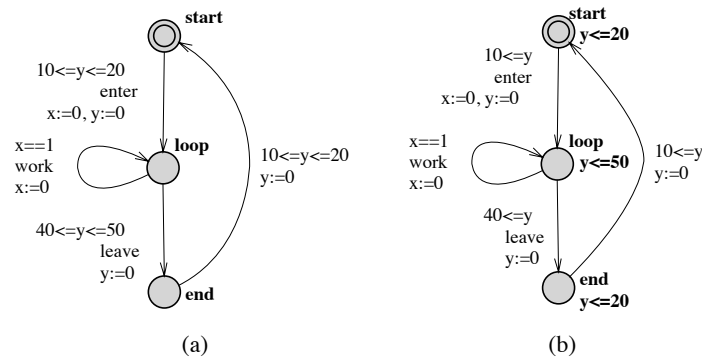 start
10<=y<=20
enter
x:=0, y:=0
loop
x==1
work
x:=0
10<=y<=20
y:=0
40<=y<=50
leave
y:=0
end
(a)
start
y<=20
10<=y
enter
x:=0, y:=0
loop
y<=50
x==1
work
x:=0
10<=y
y:=0
40<=y
leave
y:=0
end
y<=20
(b)